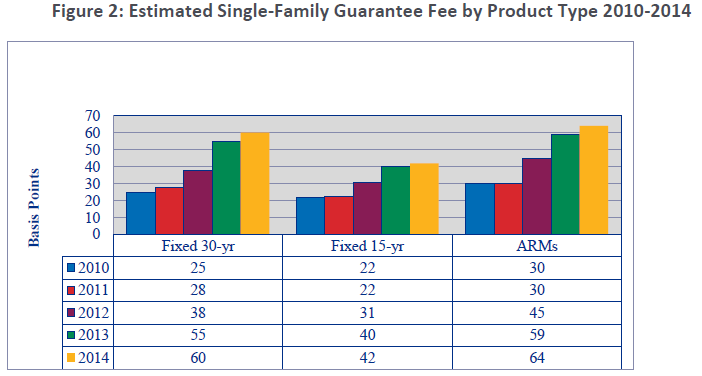 Figure 2: Estimated Single-Family Guarantee Fee by Product Type 2010-2014
70
60
50
40
30
20
10
0
Basis Points
Fixed 30-yr Fixed 15-yr ARMs
2010 25 22 30
2011 28 22 30
2012 38 31 45
2013 55 40 59
2014 60 42 64